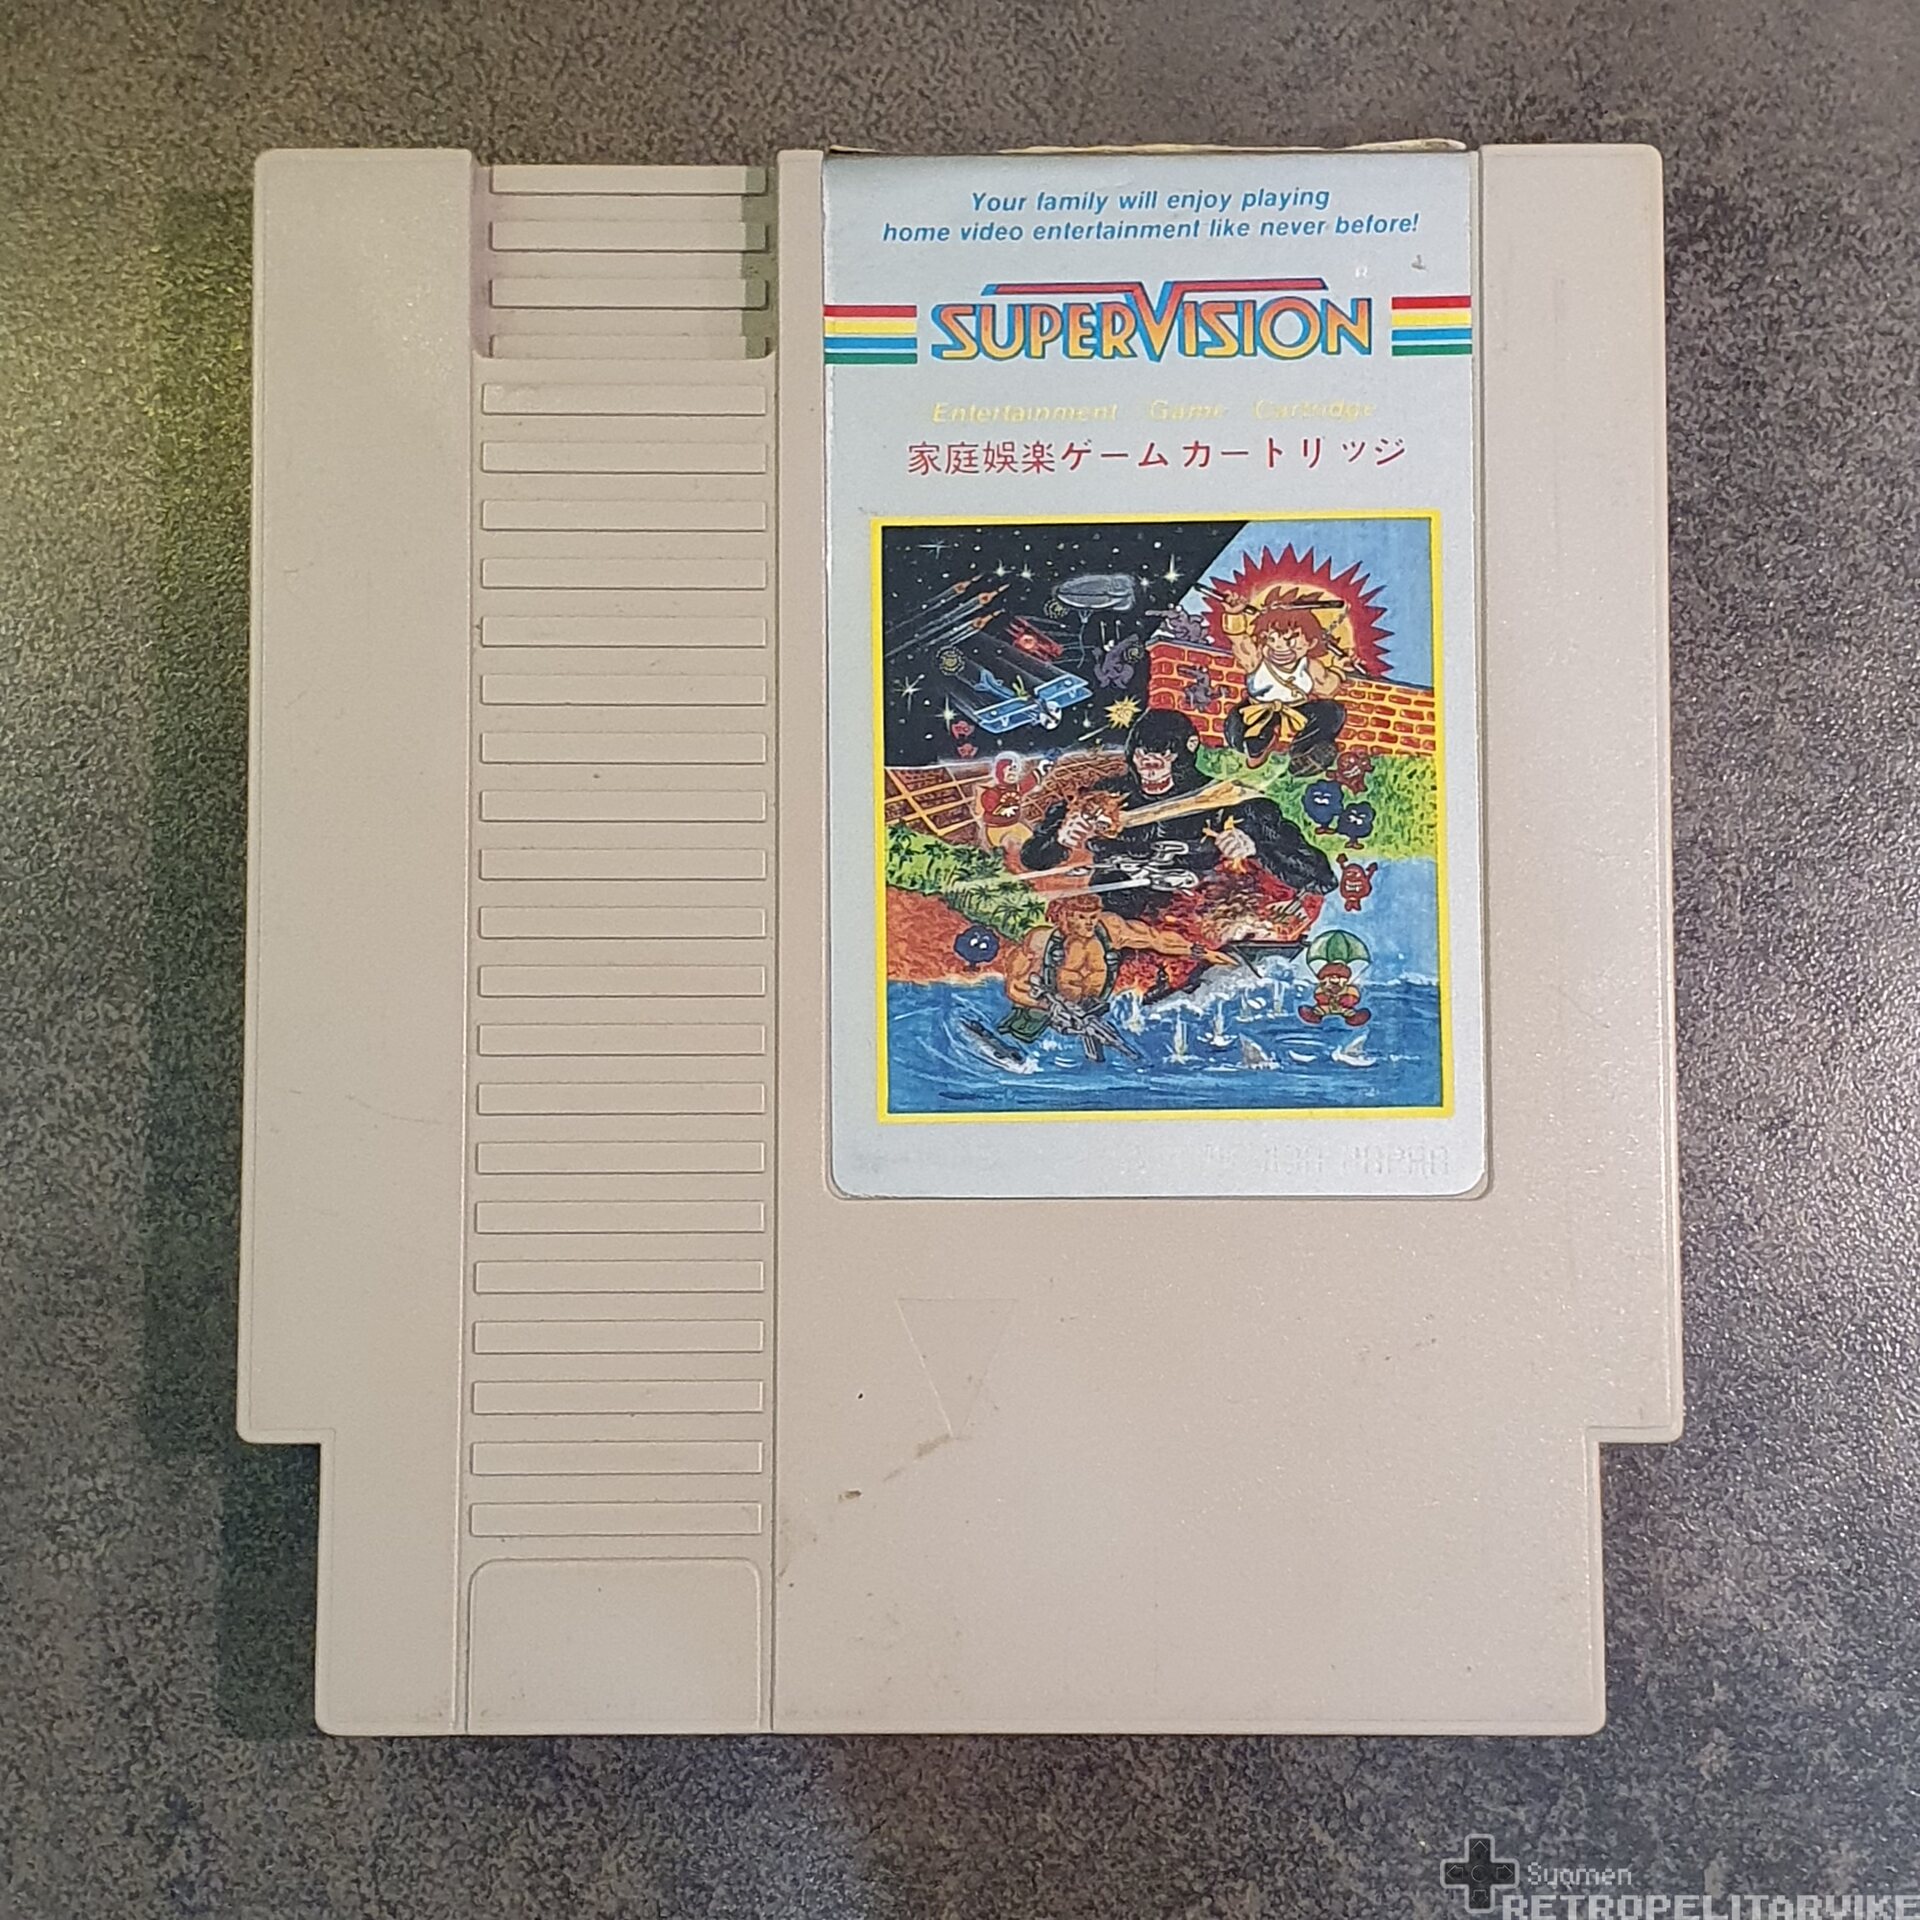 Your family will enjoy playing
home video entertainment like never before!
R
SUPERVISION
Entertainment Game Cartridge
家庭娯楽ゲームカートリッジ
Suomen
RETROPELITARVIKE